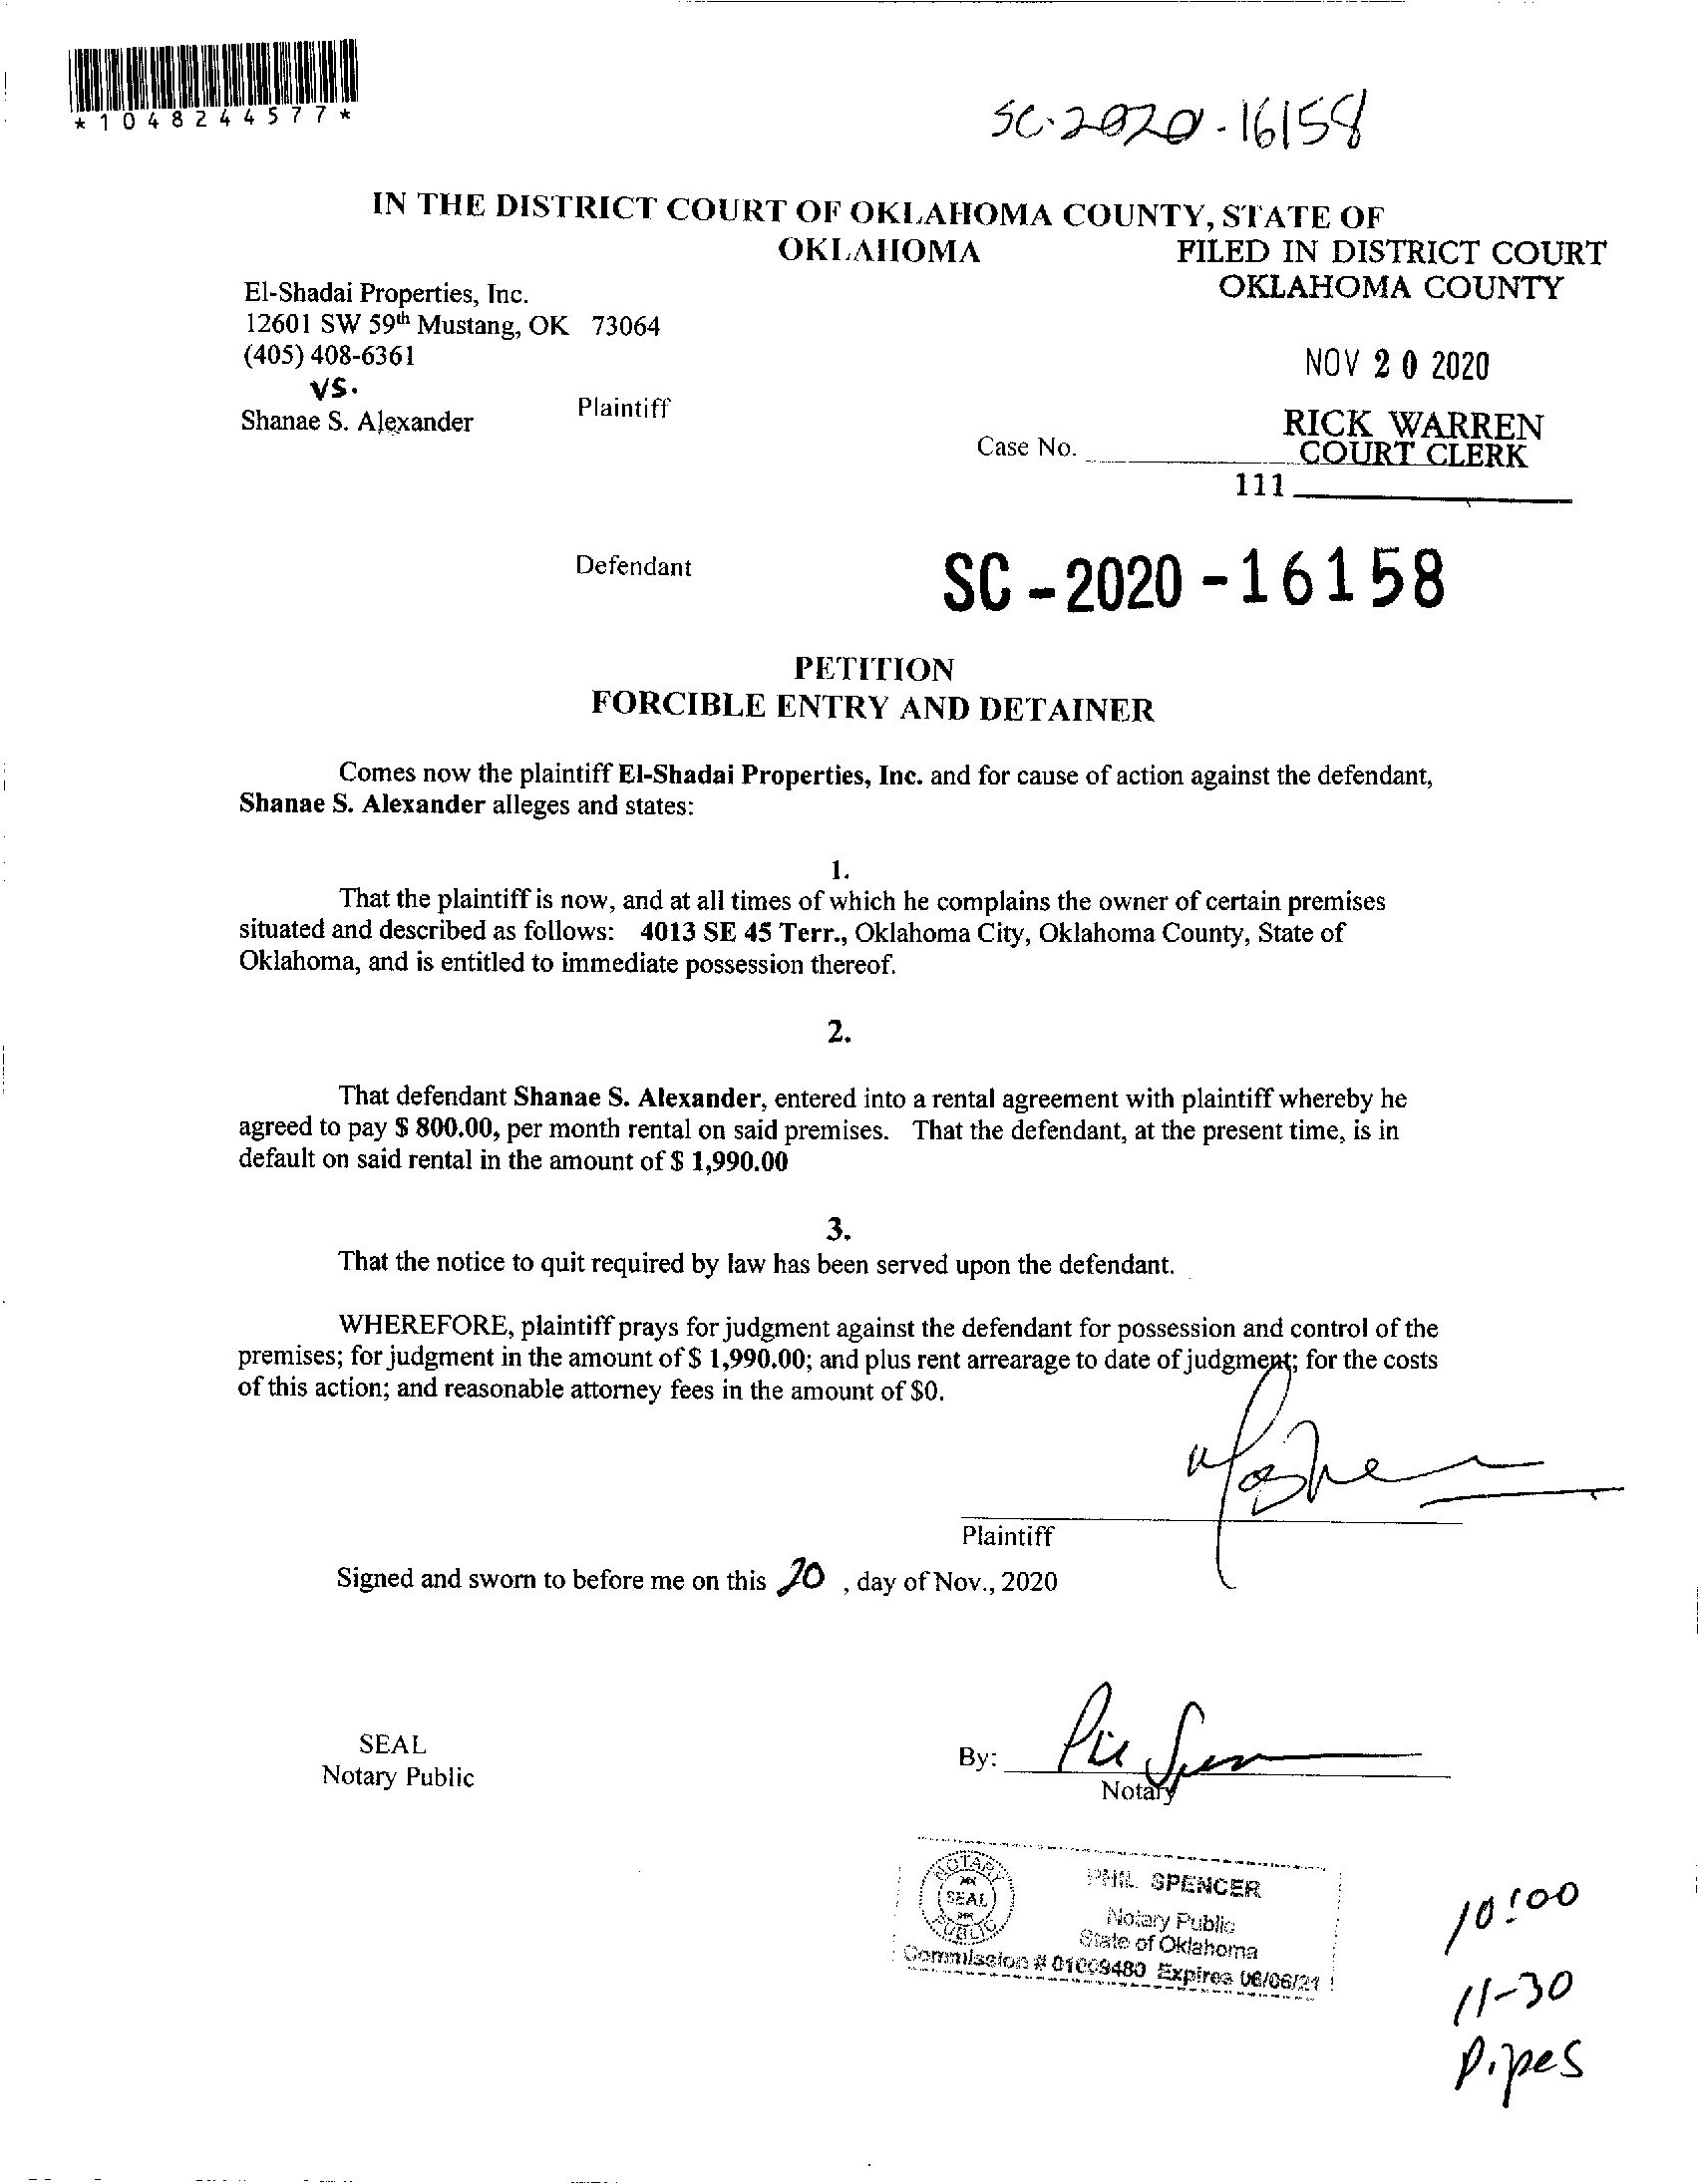 *1048244577*
SC-2020-16158
IN THE DISTRICT COURT OF OKLAHOMA COUNTY, STATE OF
OKLAHOMA
FILED IN DISTRICT COURT
OKLAHOMA COUNTY
El-Shadai Properties, Inc.
12601 SW 59th Mustang, OK 73064
(405) 408-6361
NOV 20 2020
VS.
Plaintiff
Shanae S. Alexander
RICK WARREN
COURT CLERK
Case No.
111
Defendant
SC-2020-16158
PETITION
FORCIBLE ENTRY AND DETAINER
Comes now the plaintiff El-Shadai Properties, Inc. and for cause of action against the defendant,
Shanae S. Alexander alleges and states:
1.
That the plaintiff is now, and at all times of which he complains the owner of certain premises
situated and described as follows: 4013 SE 45 Terr., Oklahoma City, Oklahoma County, State of
Oklahoma, and is entitled to immediate possession thereof.
2.
That defendant Shanae S. Alexander, entered into a rental agreement with plaintiff whereby he
agreed to pay $ 800.00, per month rental on said premises. That the defendant, at the present time, is in
default on said rental in the amount of $ 1,990.00
3.
That the notice to quit required by law has been served upon the defendant.
WHEREFORE, plaintiff prays for judgment against the defendant for possession and control of the
premises; for judgment in the amount of $ 1,990.00; and plus rent arrearage to date of judgment; for the costs
of this action; and reasonable attorney fees in the amount of $0.
Plaintiff
Signed and sworn to before me on this 20 , day of Nov., 2020
SEAL
Notary Public
By:
Notary
NOTARY
SEAL
PUBLIC
PHIL SPENCER
Notary Public
State of Oklahoma
Commission # 01009480 Expires 06/06/21
10:00
11-30
Pipes